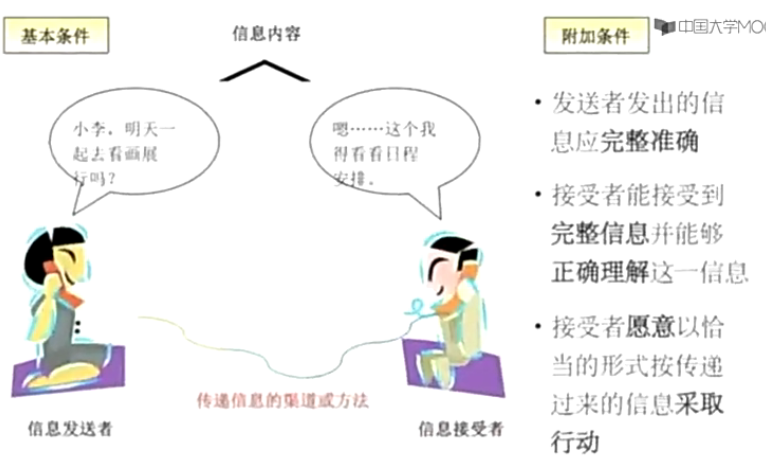 基本条件
信息内容
附加条件
中国大学MOO
小李，明天一
起去看画展
行吗？
嗯……这个我
得看看日程
安排。
• 发送者发出的信
息应完整准确
• 接受者能接受到
完整信息并能够
正确理解这一信息
• 接受者愿意以恰
当的形式按传递
过来的信息采取
行动
传递信息的渠道或方法
信息发送者
信息接受者